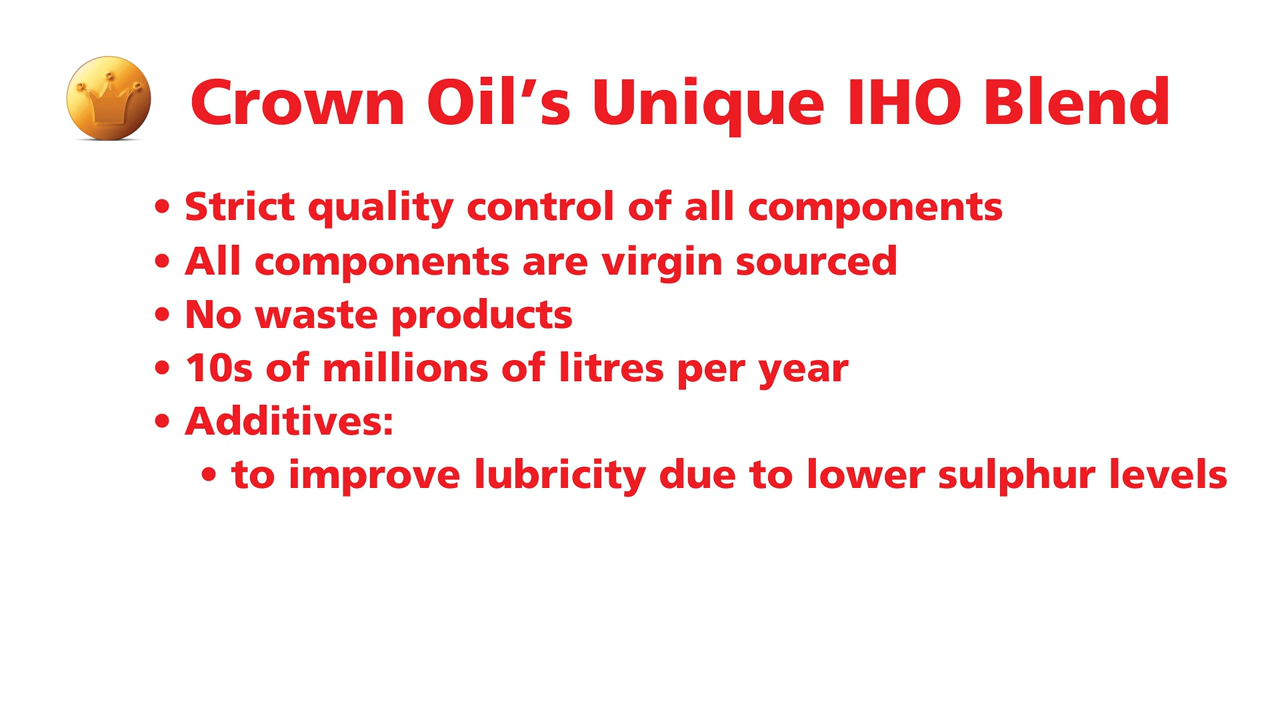 Crown Oil’s Unique IHO Blend
• Strict quality control of all components
• All components are virgin sourced
• No waste products
• 10s of millions of litres per year
• Additives:
• to improve lubricity due to lower sulphur levels